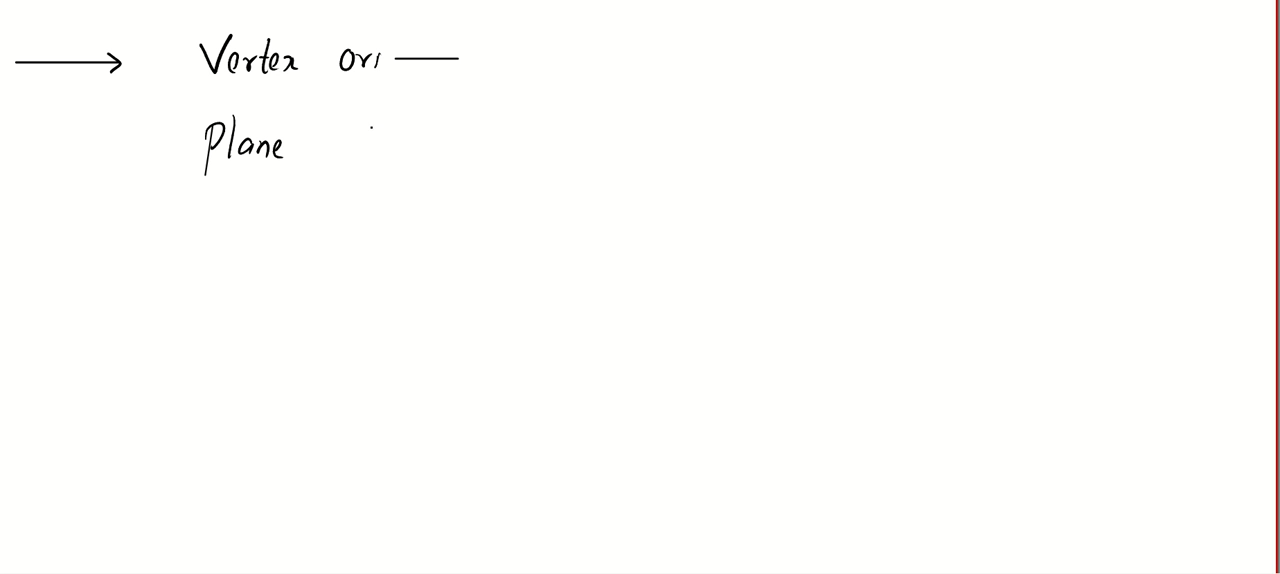 → Vertex ori —
Plane